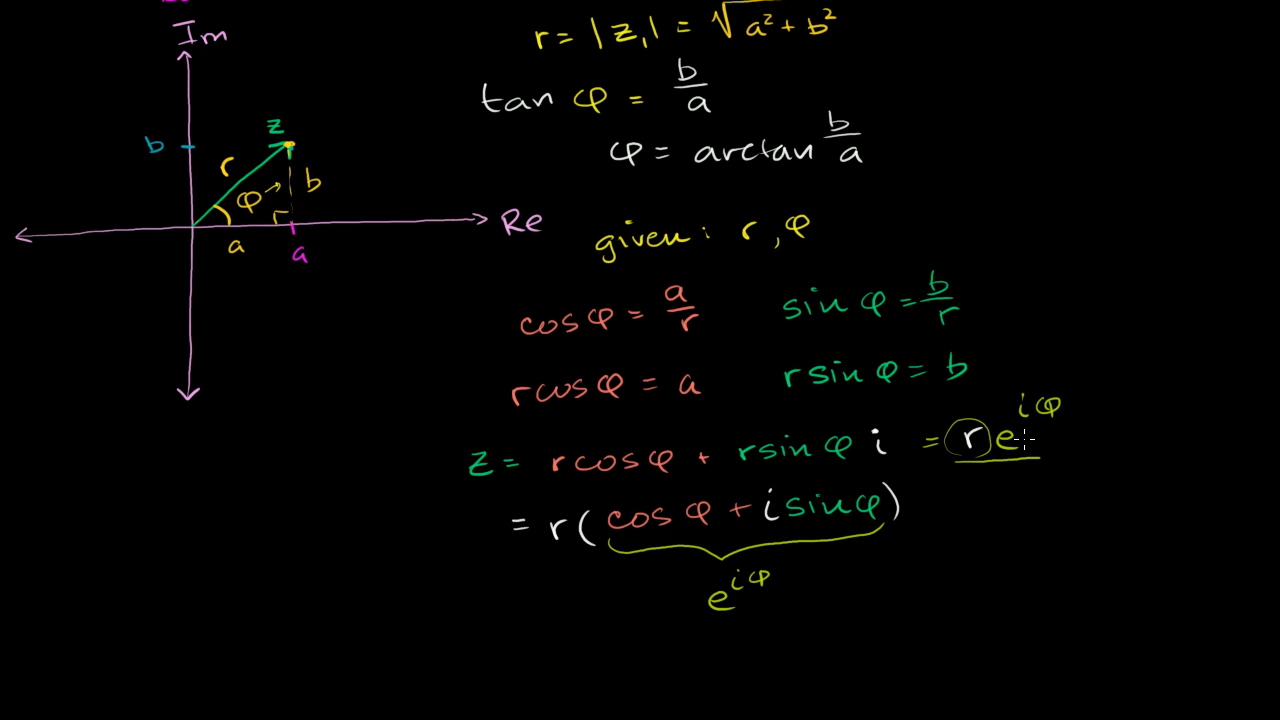 Im
z
b
r
φ
b
Re
a
a
r = |z₁| = √a² + b²
tan φ = b/a
φ = arctan b/a
given: r, φ
cos φ = a/r
sin φ = b/r
r cos φ = a
r sin φ = b
z = r cos φ + r sin φ i = r e^{iφ}
= r( cos φ + i sin φ )
e^{iφ}